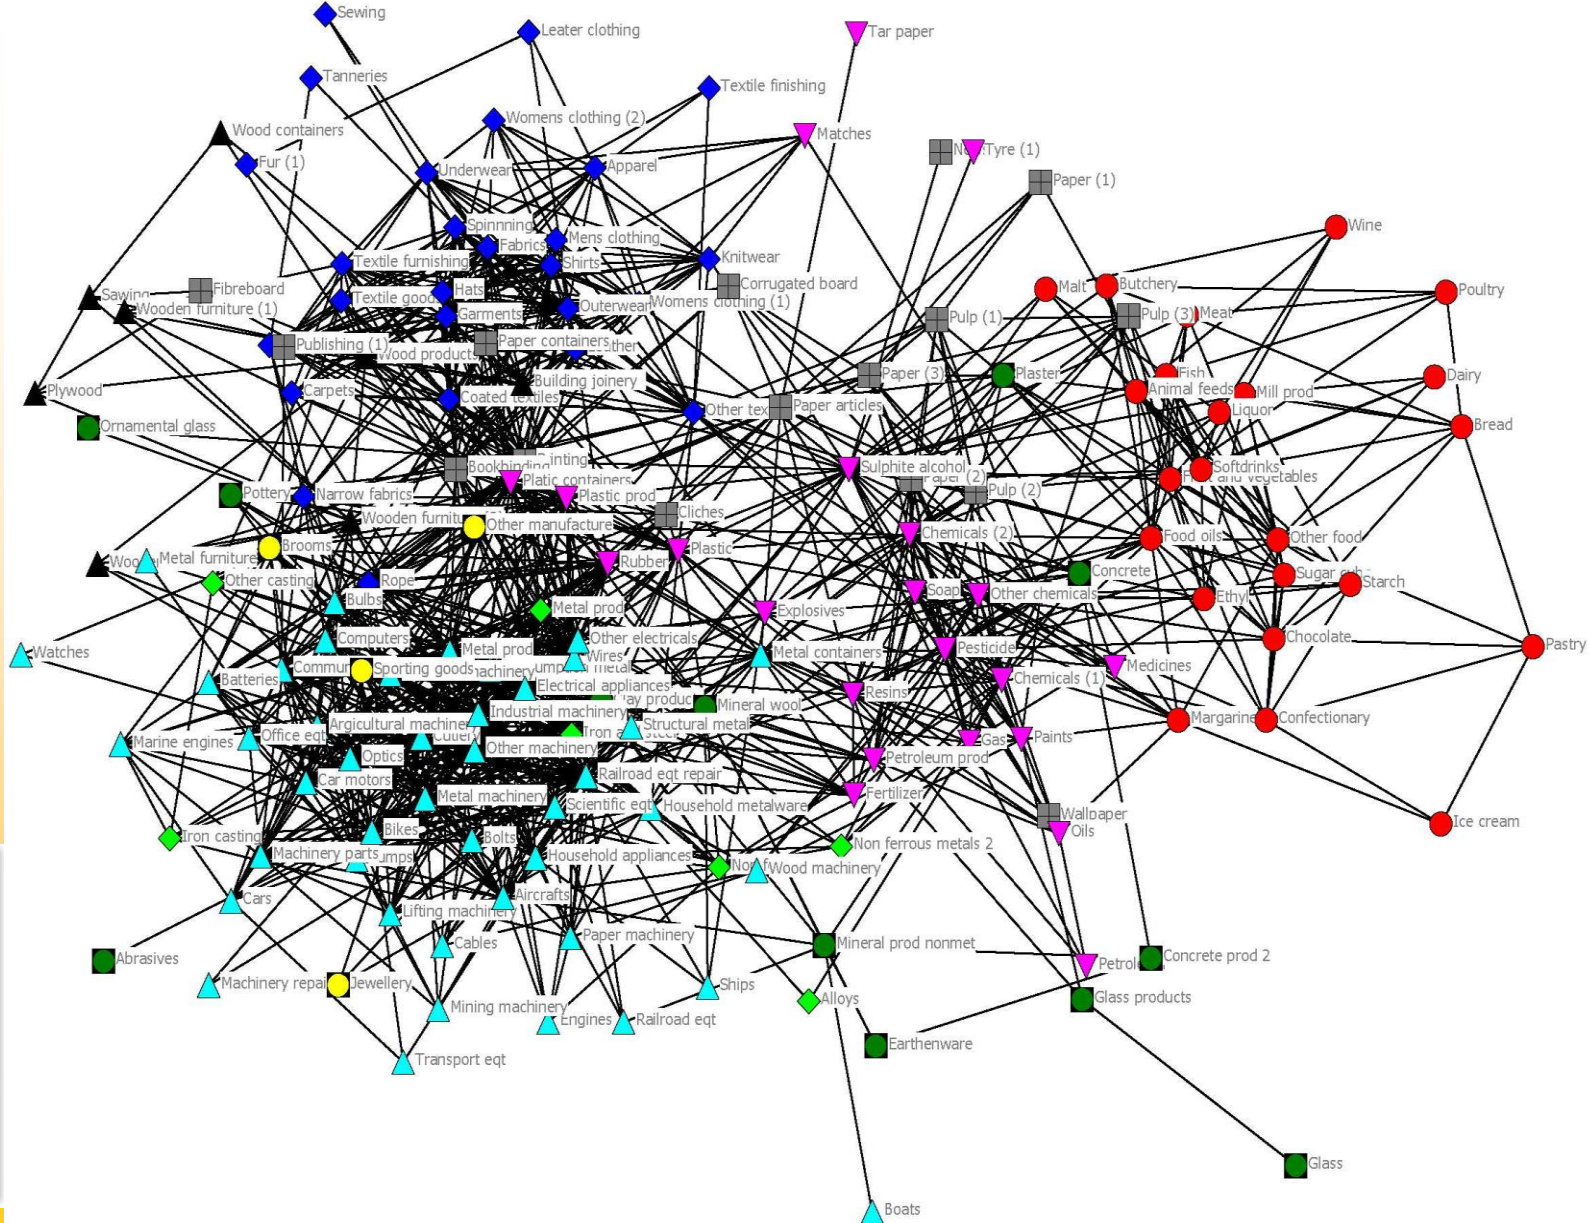 Sewing
Leater clothing
Tar paper
Tanneries
Textile finishing
Womens clothing (2)
Wood containers
Matches
Fur (1)
Underwear
Apparel
Tyre (1)
Paper (1)
Spinnning
Fabrics
Mens clothing
Wine
Textile furnishing
Shirts
Knitwear
Fibreboard
Hats
Corrugated board
Malt
Butchery
Poultry
Sawing
Wooden furniture (1)
Textile good
Garments
Outerwear
Womens clothing (1)
Pulp (1)
Pulp (3)
Meat
Publishing (1)
Wood products
Paper containers
Building joinery
Paper (3)
Plaster
Fish
Dairy
Plywood
Carpets
Coated textiles
Other tex
Paper articles
Animal feeds
Mill prod
Liquor
Ornamental glass
Bread
Bookbinding
Sulphite alcohol
Paper (2)
Softdrinks
and vegetables
Platic containers
Plastic prod
Pulp (2)
Pottery
Narrow fabrics
Wooden furniture
Other manufacture
Cliches
Chemicals (2)
Food oils
Other food
Brooms
Metal furniture
Plastic
Rubber
Other casting
Rope
Concrete
Sugar
Starch
Bulbs
Metal prod
Explosives
Soap
Other chemicals
Ethyl
Computers
Other electricals
Chocolate
Watches
Metal prod
Wires
Metal containers
Pesticide
Pastry
Batteries
Commun
Sporting goods
Electrical appliances
Resins
Chemicals (1)
Medicines
Industrial machinery
Mineral wool
Margarine
Confectionary
Marine engines
Office eqt
Argicultural machiner
Cutlery
Structural metal
Gas
Paints
Optics
Other machinery
Petroleum prod
Car motors
Railroad eqt repair
Fertilizer
Metal machinery
Scientific eqt
Household metalware
Wallpaper
Oils
Ice cream
Iron casting
Bikes
Bolts
Non ferrous metals 2
Machinery parts
Household appliances
Wood machinery
Cars
Aircrafts
Lifting machinery
Cables
Paper machinery
Mineral prod nonmet
Abrasives
Concrete prod 2
Machinery repai
Jewellery
Ships
Alloys
Glass products
Mining machinery
Engines
Railroad eqt
Earthenware
Transport eqt
Glass
Boats